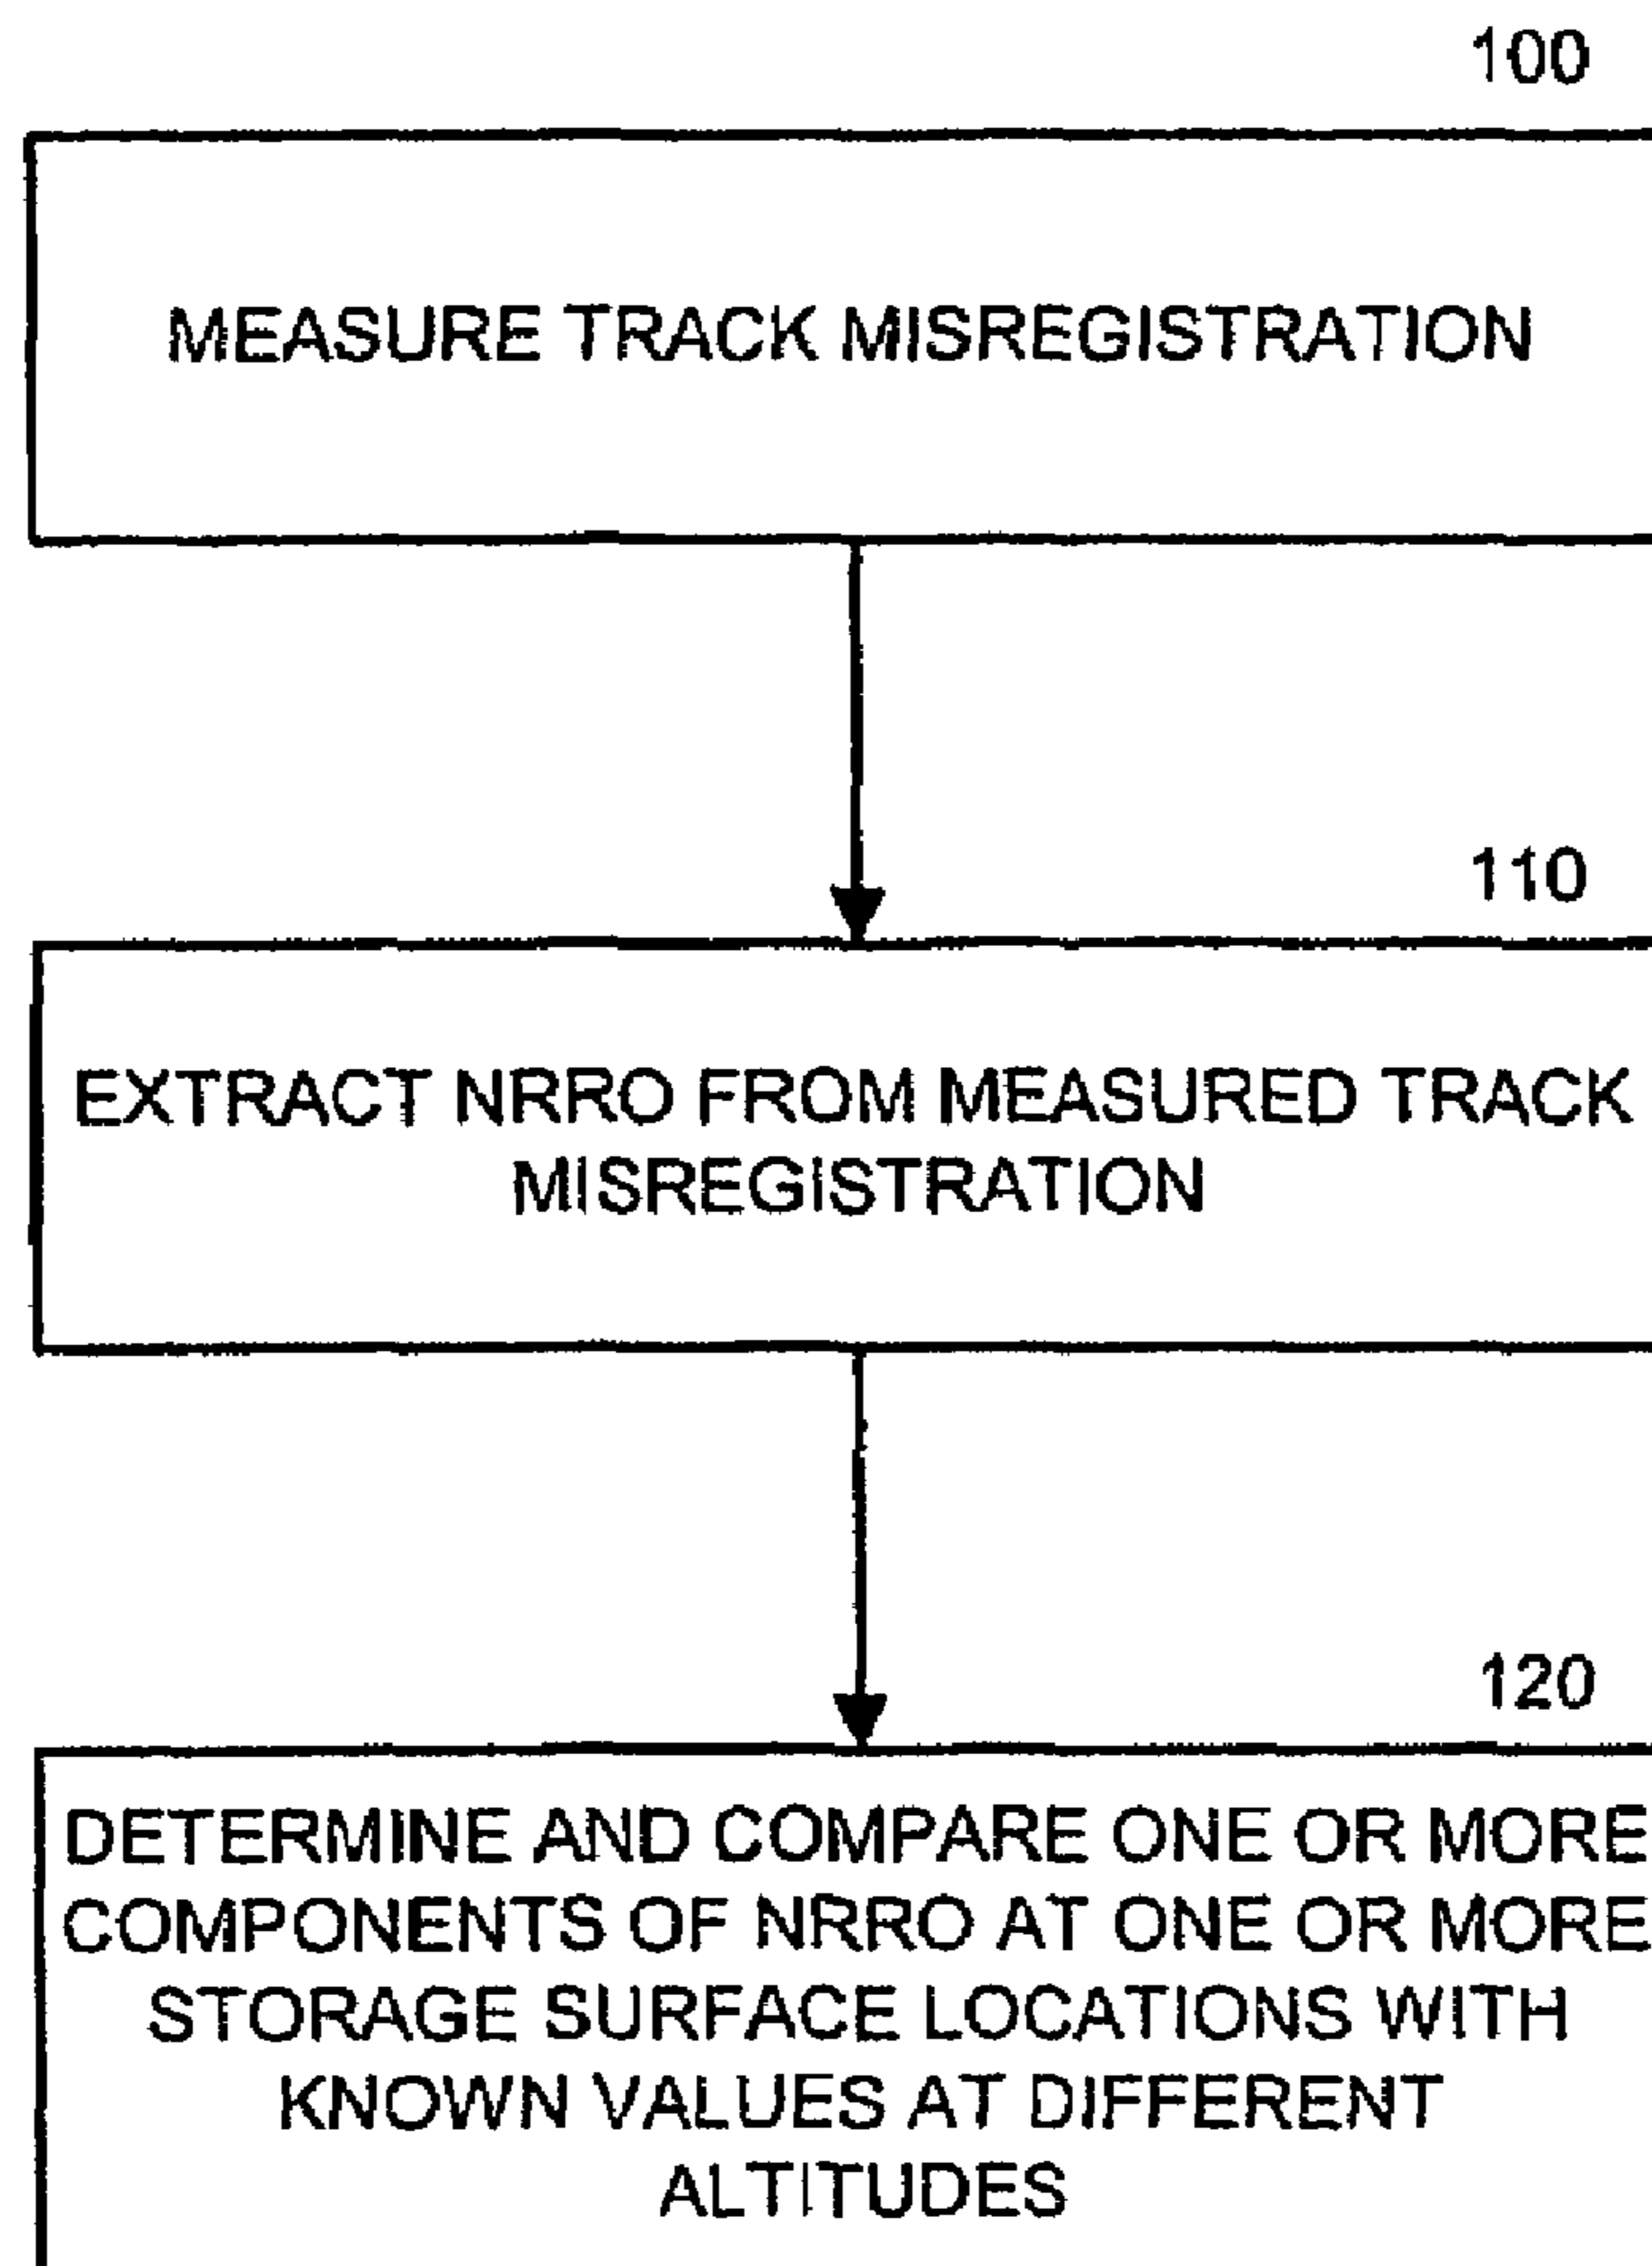 100
MEASURE TRACK MISREGISTRATION
110
EXTRACT NRRO FROM MEASURED TRACK
MISREGISTRATION
120
DETERMINE AND COMPARE ONE OR MORE
COMPONENTS OF NRRO AT ONE OR MORE
STORAGE SURFACE LOCATIONS WITH
KNOWN VALUES AT DIFFERENT
ALTITUDES